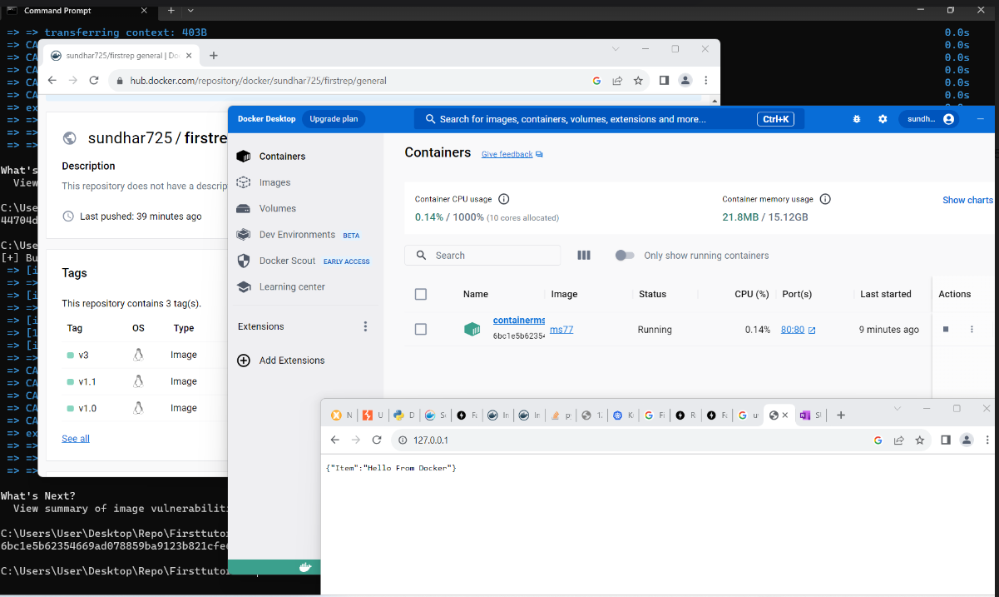 Command Prompt
=> => transferring context: 403B 0.0s
=> CA 0.0s
=> CA 0.0s
=> CA 0.0s
=> CA 0.0s
=> CA 0.0s
=> ex
=> =>
=> =>
=> =>
What's
View
C:\Use
44704d
C:\Use
[+] Bu
=> [i
=> =>
=> [i
=> =>
=> [i
=> [1
=> [i
=> =>
=> CA
=> CA
=> CA
=> CA
=> CA
=> ex
=> =>
=> =>
=> =>
=> =>
What's Next?
View summary of image vulnerabiliti
C:\Users\User\Desktop\Repo\Firsttuto
6bc1e5b62354669ad078859ba9123b821cfe
C:\Users\User\Desktop\Repo\Firsttuto
sundhar725/firstrep general | Do
hub.docker.com/repository/docker/sundhar725/firstrep/general
sundhar725 / firstre
Description
This repository does not have a descrip
Last pushed: 39 minutes ago
Tags
This repository contains 3 tag(s).
Tag OS Type
v3 Image
v1.1 Image
v1.0 Image
See all
Docker Desktop Upgrade plan Search for images, containers, volumes, extensions and more... Ctrl+K sundh...
Containers
Images
Volumes
Dev Environments BETA
Docker Scout EARLY ACCESS
Learning center
Extensions
Add Extensions
Containers Give feedback
Container CPU usage Container memory usage Show charts
0.14% / 1000% (10 cores allocated) 21.8MB / 15.12GB
Search Only show running containers
Name Image Status CPU (%) Port(s) Last started Actions
containerms ms77 Running 0.14% 80:80 9 minutes ago
6bc1e5b6235
127.0.0.1
{"Item":"Hello From Docker"}